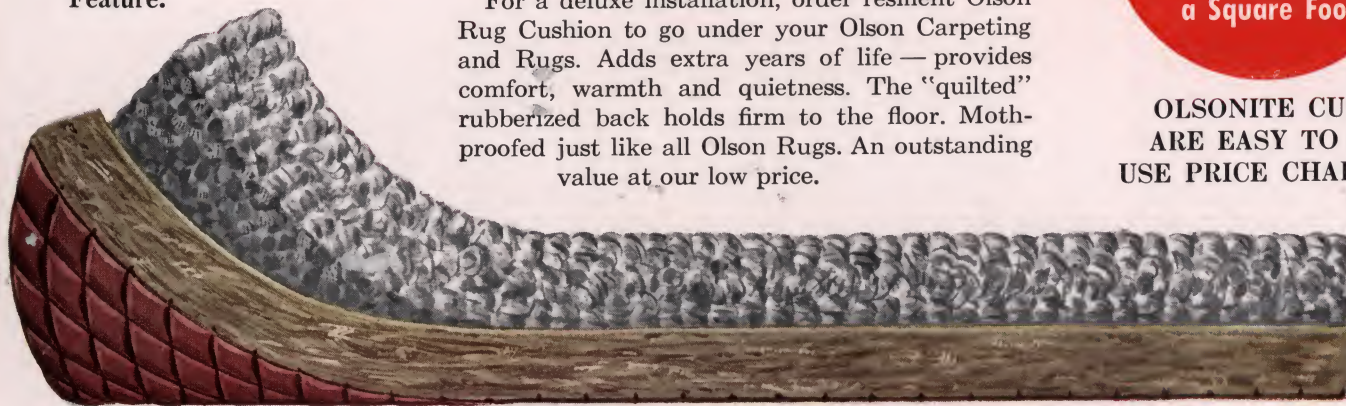 Feature.
For a deluxe installation, order resilient Olson
Rug Cushion to go under your Olson Carpeting
and Rugs. Adds extra years of life — provides
comfort, warmth and quietness. The "quilted"
rubberized back holds firm to the floor. Moth-
proofed just like all Olson Rugs. An outstanding
value at our low price.
a Square Foo
OLSONITE CU
ARE EASY TO
USE PRICE CHA